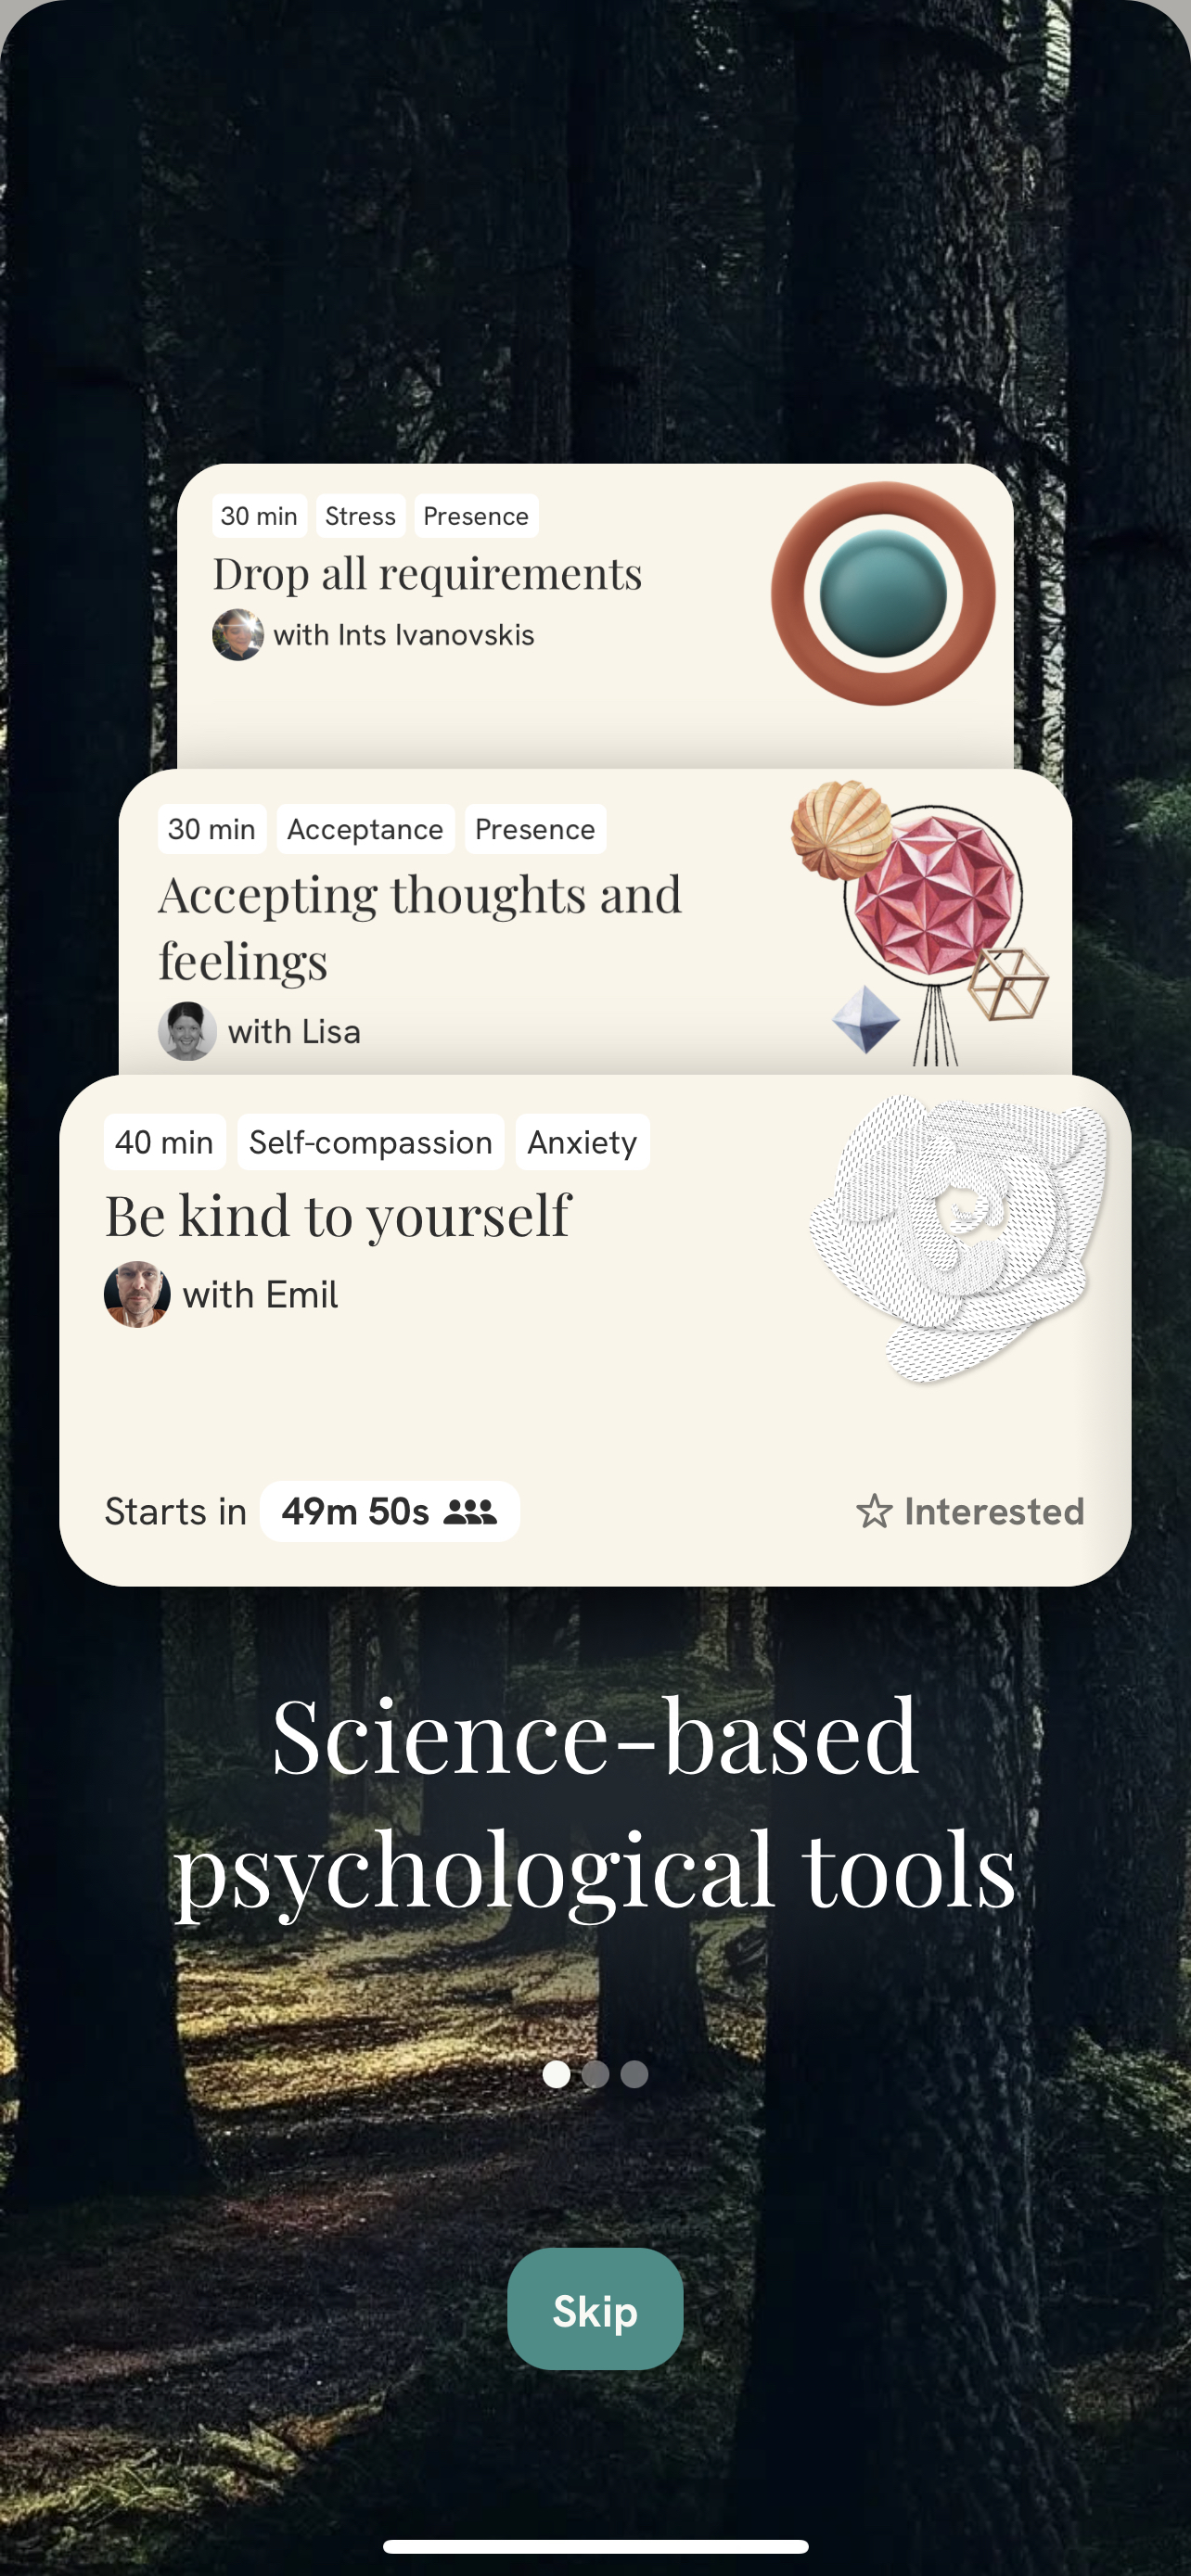 30 min Stress Presence
Drop all requirements
with Ints Ivanovskis
30 min Acceptance Presence
Accepting thoughts and
feelings
with Lisa
40 min Self-compassion Anxiety
Be kind to yourself
with Emil
Starts in 49m 50s Interested
Science-based
psychological tools
Skip